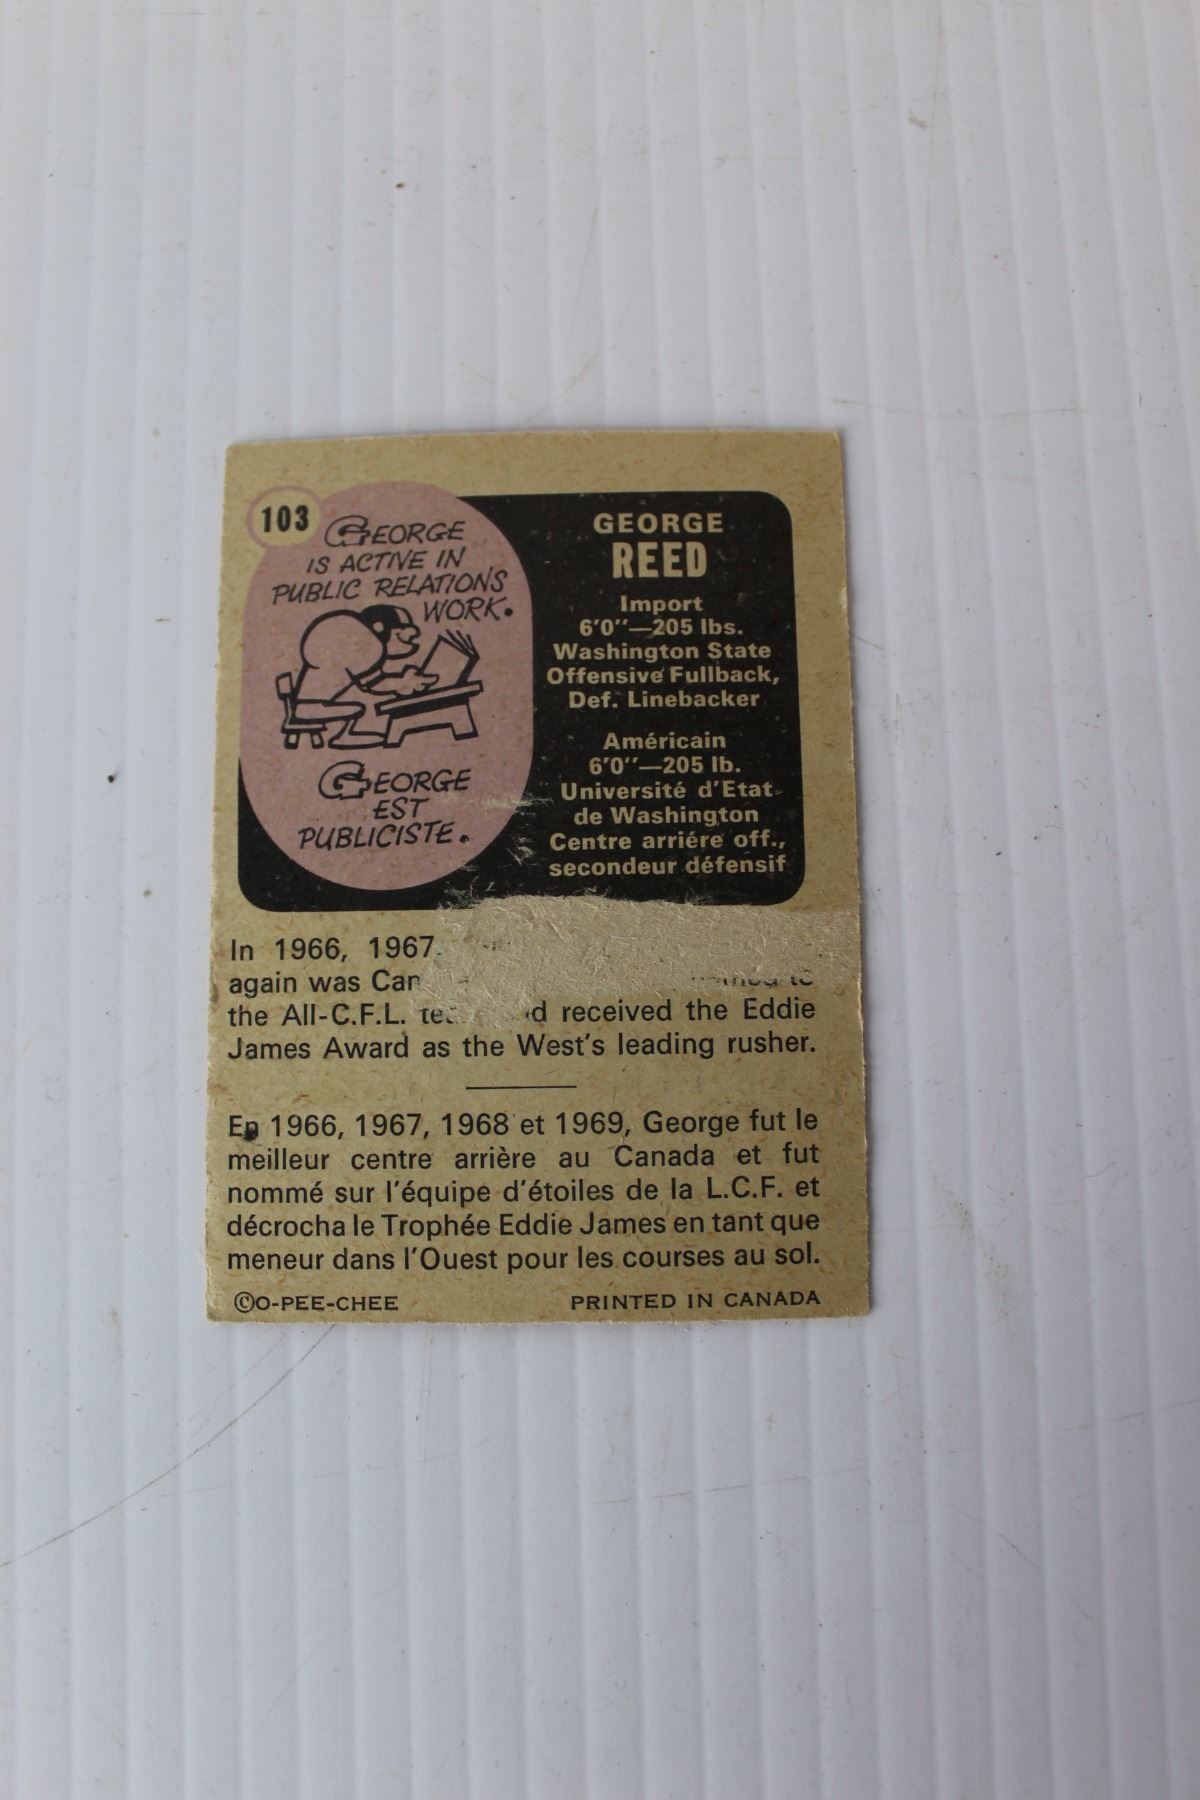 103
GEORGE
IS ACTIVE IN
PUBLIC RELATIONS
WORK.
GEORGE
EST
PUBLICISTE.
GEORGE
REED
Import
6'0"—205 lbs.
Washington State
Offensive Fullback,
Def. Linebacker
Américain
6'0"—205 lb.
Université d'Etat
de Washington
Centre arriére off.,
secondeur défensif
In 1966, 1967
again was
the All-C.F.L. received the Eddie
James Award as the West's leading rusher.
En 1966, 1967, 1968 et 1969, George fut le
meilleur centre arrière au Canada et fut
nommé sur l'équipe d'étoiles de la L.C.F. et
décrocha le Trophée Eddie James en tant que
meneur dans l'Ouest pour les courses au sol.
©O-PEE-CHEE PRINTED IN CANADA